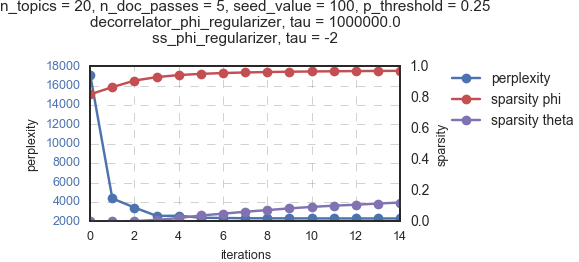 n_topics = 20, n_doc_passes = 5, seed_value = 100, p_threshold = 0.25
decorrelator_phi_regularizer, tau = 1000000.0
ss_phi_regularizer, tau = -2
18000
16000
14000
12000
10000
8000
6000
4000
2000
perplexity
1.0
0.8
0.6
0.4
0.2
0.0
sparsity
0 2 4 6 8 10 12 14
iterations
perplexity
sparsity phi
sparsity theta